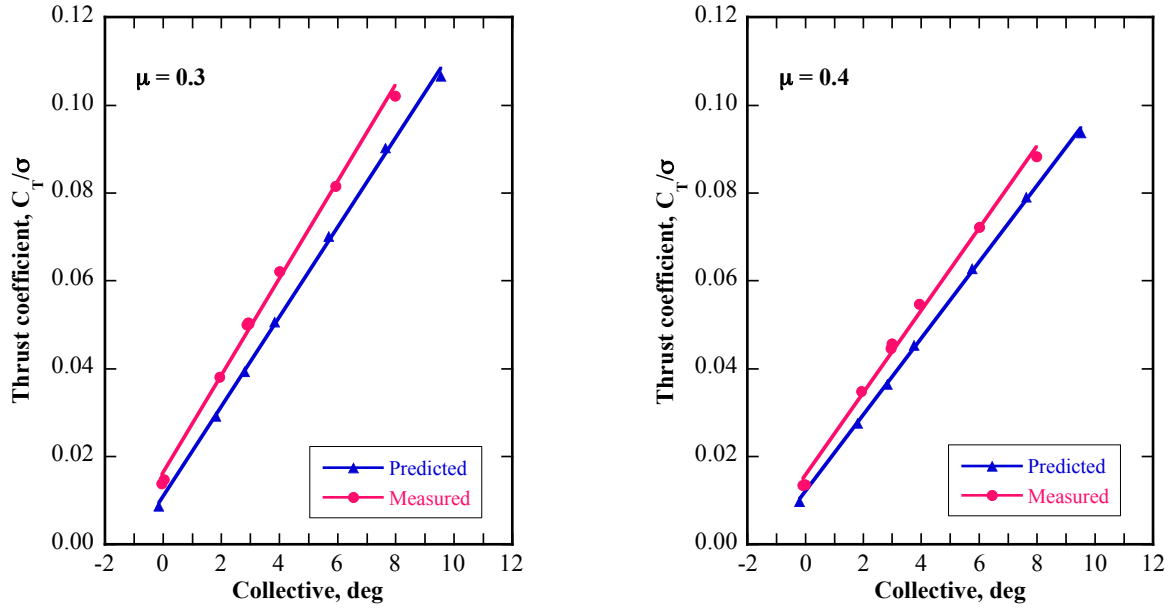 0.12
μ = 0.3
0.10
0.08
0.06
0.04
0.02
0.00
Thrust coefficient, C_T/σ
Predicted
Measured
-2 0 2 4 6 8 10 12
Collective, deg
0.12
μ = 0.4
0.10
0.08
0.06
0.04
0.02
0.00
Thrust coefficient, C_T/σ
Predicted
Measured
-2 0 2 4 6 8 10 12
Collective, deg